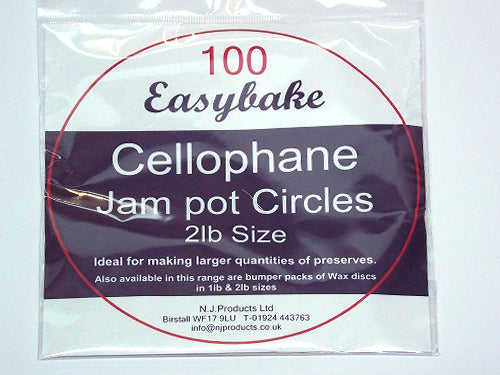 100
Easybake
Cellophane
Jam pot Circles
2lb Size
Ideal for making larger quantities of preserves.
Also available in this range are bumper packs of Wax discs
in 1lb & 2lb sizes
N.J.Products Ltd
Birstall WF17 9LU T-01924 443763
info@njproducts.co.uk